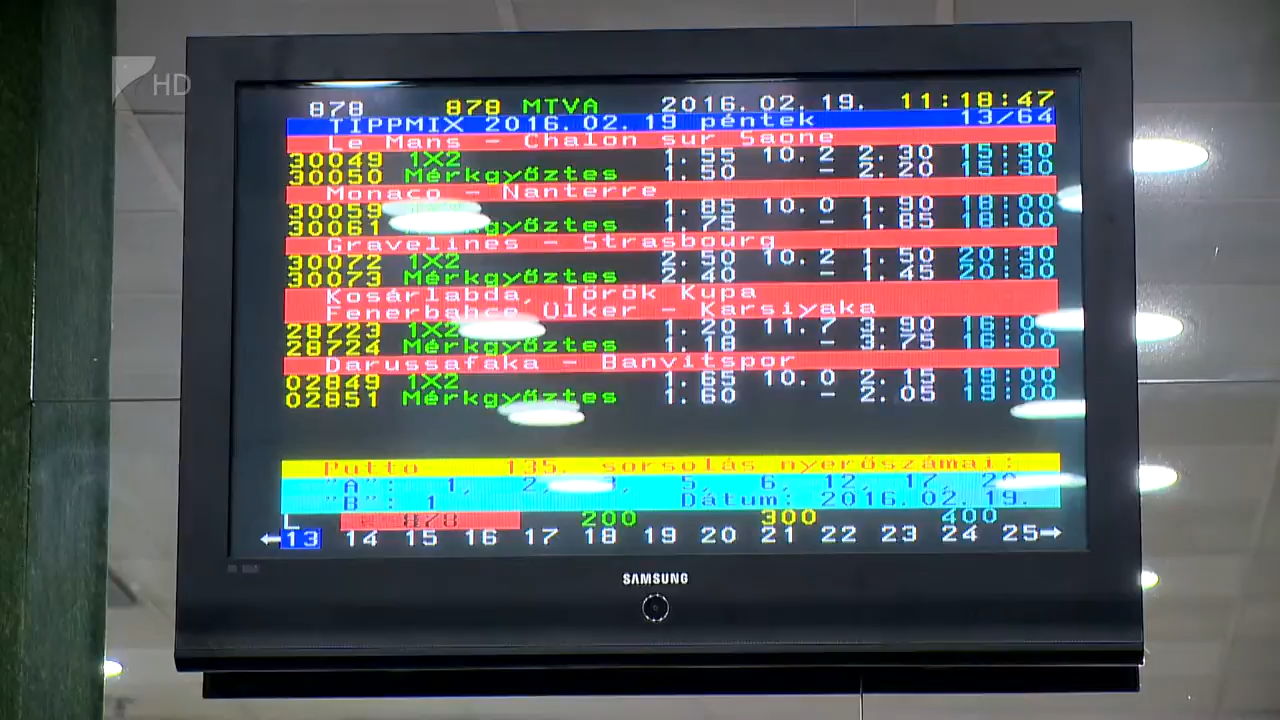 HD
878 878 MTVA 2016.02.19. 11:18:47
TIPPMIX 2016.02.19 péntek 13/64
Le Mans - Chalon sur Saone
30049 1X2 1.55 10.2 2.30 15:30
30050 Mérkgyőztes 1.50 - 2.20 15:30
Monaco - Nanterre
30059 1.85 10.0 1.90 18:00
30061 Mérkgyőztes 1.75 - 1.85 18:00
Gravelines - Strasbourg
30072 1X2 2.50 10.2 1.50 20:30
30073 Mérkgyőztes 2.40 - 1.45 20:30
Kosárlabda, Török Kupa
Fenerbahce Ülker - Karsiyaka
28723 1X2 1.20 11.7 3.90 16:00
28724 Mérkgyőztes 1.18 - 3.75 16:00
Darussafaka - Banvitspor
02849 1X2 1.65 10.0 2.15 19:00
02851 Mérkgyőztes 1.60 - 2.05 19:00
Putto 135. sorsolás nyerőszámai:
"A": 1, 2, 5, 6, 12, 17,
"B": 1 Dátum: 2016.02.19.
878 200 300 400
←13 14 15 16 17 18 19 20 21 22 23 24 25→
SAMSUNG